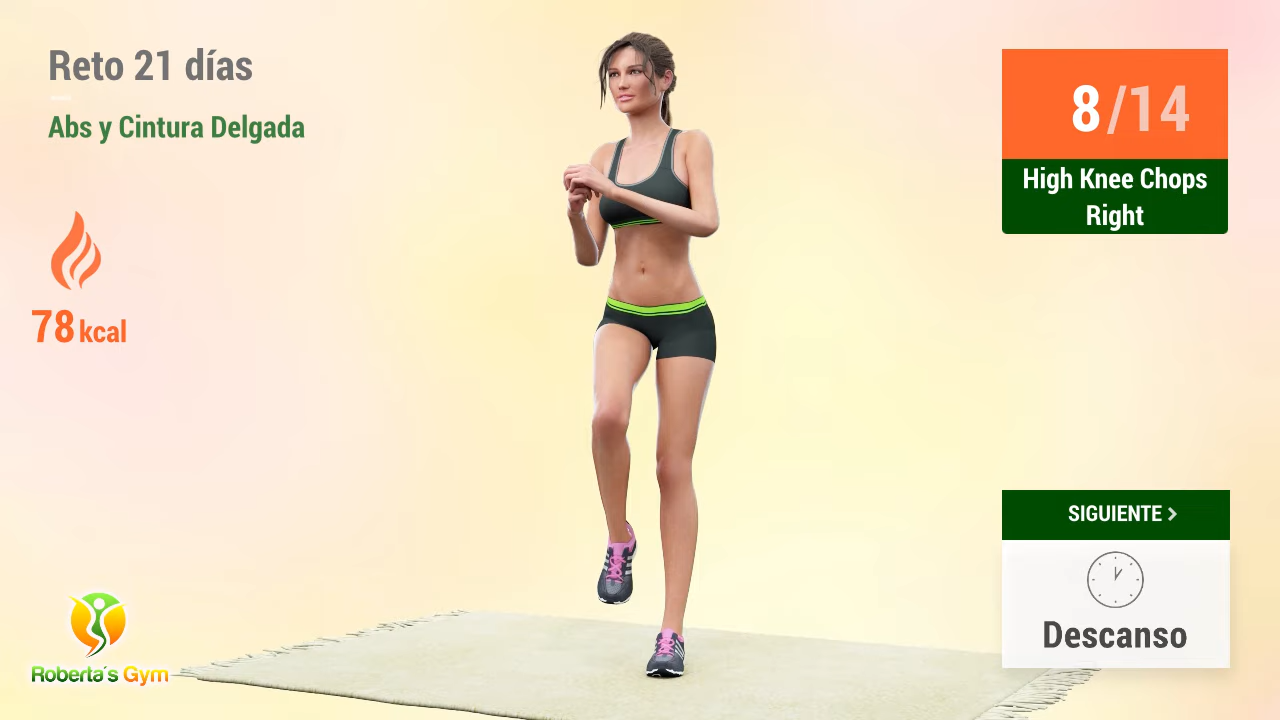 Reto 21 días
Abs y Cintura Delgada
78 kcal
8/14
High Knee Chops
Right
SIGUIENTE >
Descanso
Roberta´s Gym